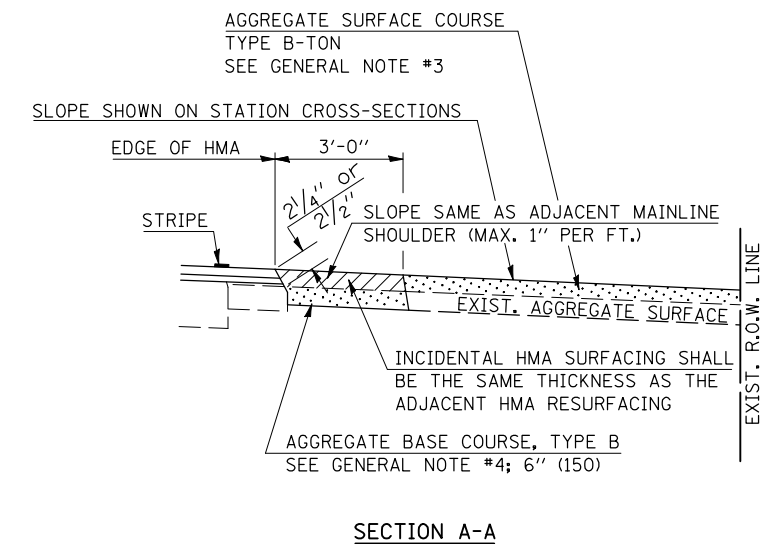 AGGREGATE SURFACE COURSE
TYPE B-TON
SEE GENERAL NOTE #3
SLOPE SHOWN ON STATION CROSS-SECTIONS
EDGE OF HMA
3'-0"
2 1/4" or
2 1/2"
STRIPE
SLOPE SAME AS ADJACENT MAINLINE
SHOULDER (MAX. 1" PER FT.)
EXIST. AGGREGATE SURFACE
EXIST. R.O.W. LINE
INCIDENTAL HMA SURFACING SHALL
BE THE SAME THICKNESS AS THE
ADJACENT HMA RESURFACING
AGGREGATE BASE COURSE, TYPE B
SEE GENERAL NOTE #4; 6" (150)
SECTION A-A